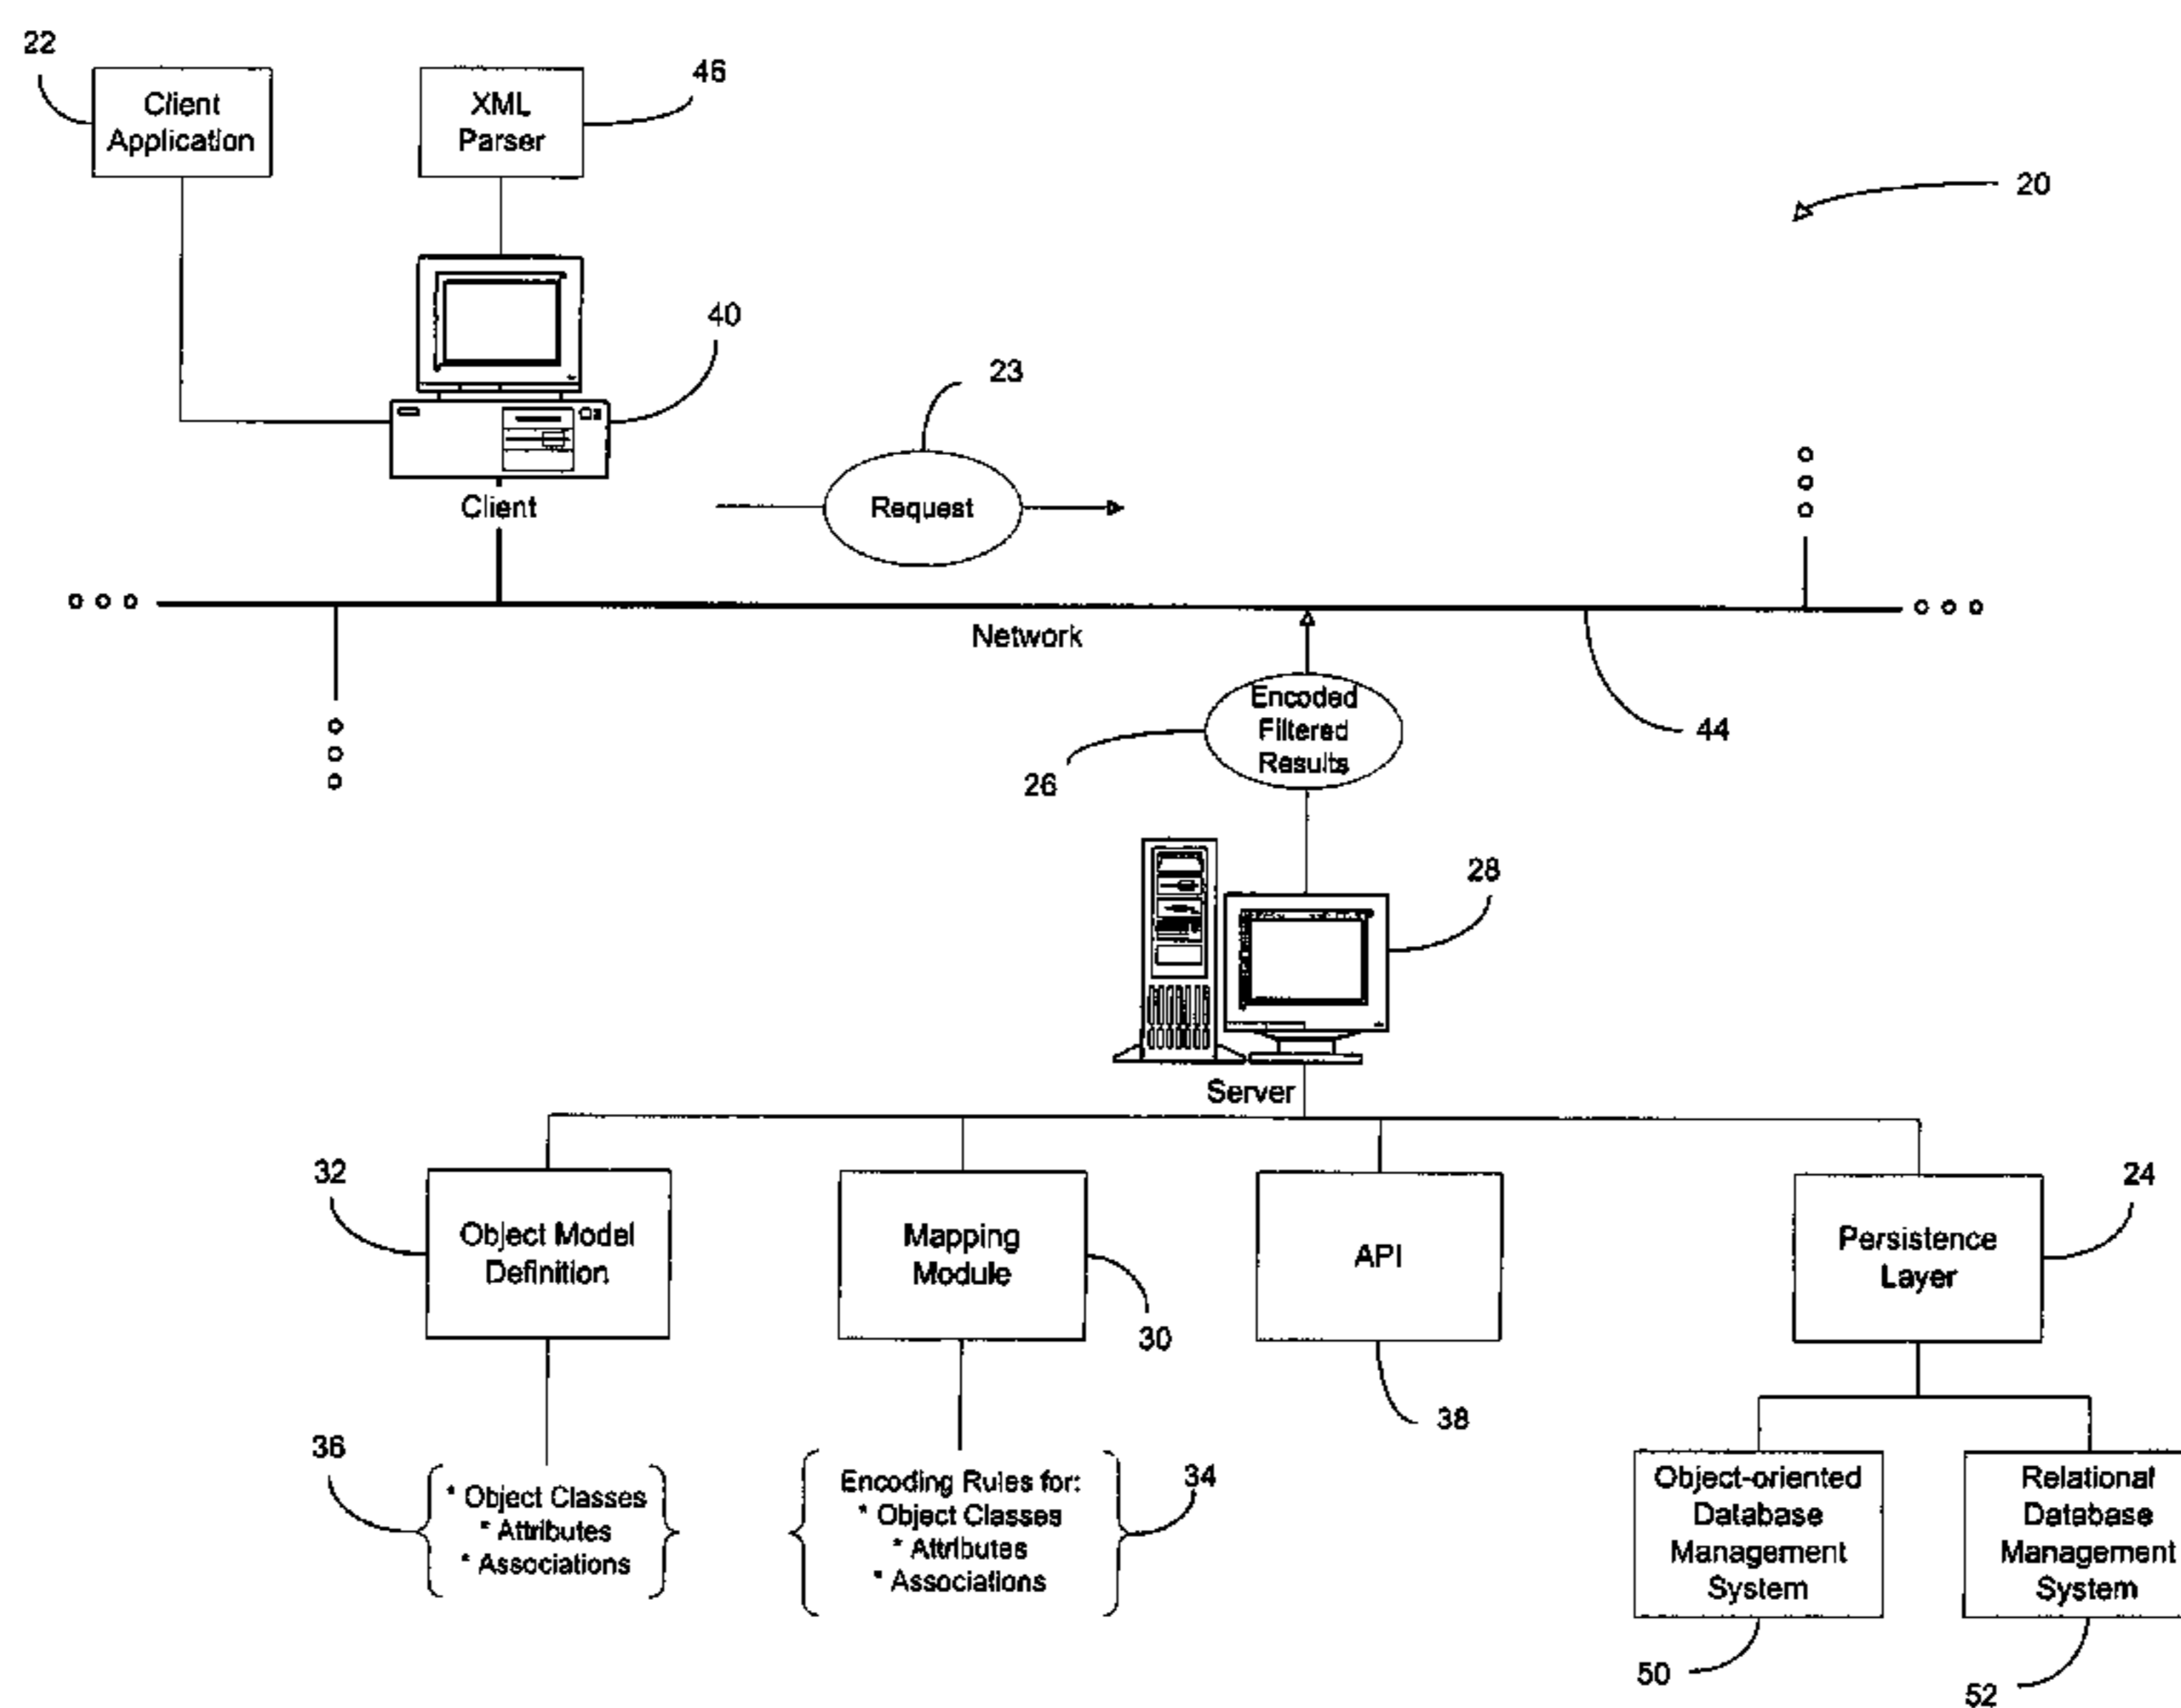 22
Client
Application
XML
Parser
46
20
40
23
Request
Client
Network
Encoded
Filtered
Results
26
44
28
Server
32
Object Model
Definition
Mapping
Module
30
API
38
24
Persistence
Layer
36
* Object Classes
* Attributes
* Associations
Encoding Rules for:
* Object Classes
* Attributes
* Associations
34
Object-oriented
Database
Management
System
Relational
Database
Management
System
50
52